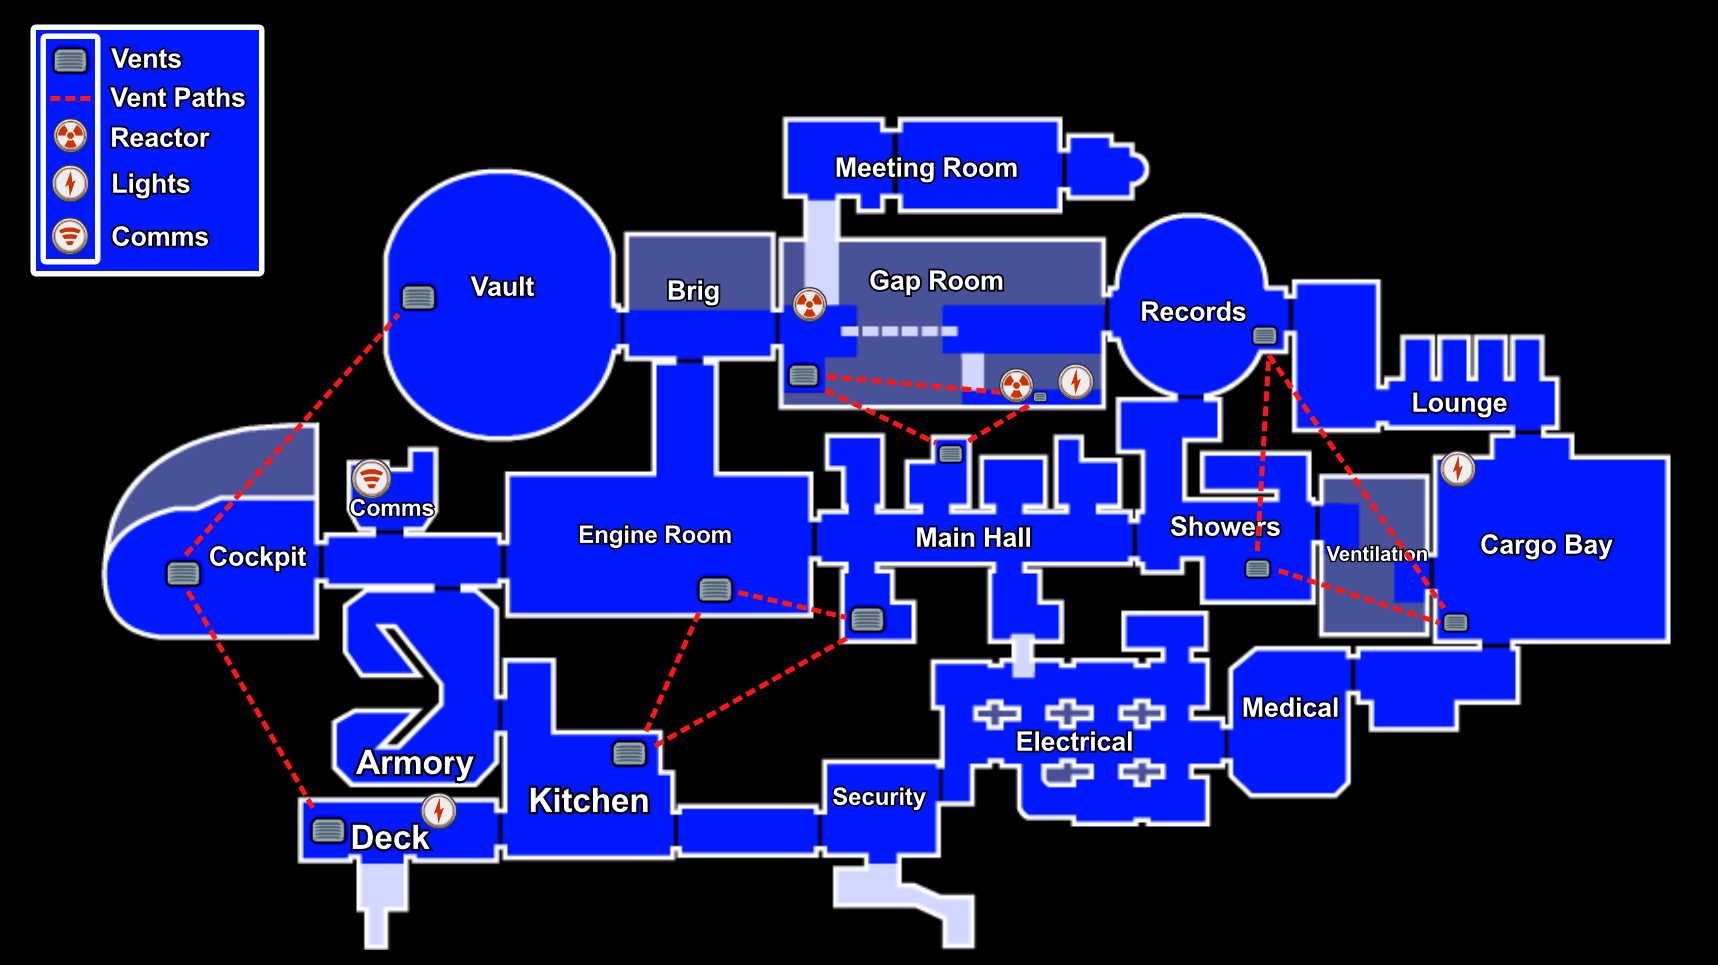 Vents
Vent Paths
Reactor
Lights
Comms
Meeting Room
Vault
Brig
Gap Room
Records
Lounge
Comms
Cockpit
Engine Room
Main Hall
Showers
Ventilation
Cargo Bay
Armory
Medical
Electrical
Kitchen
Security
Deck